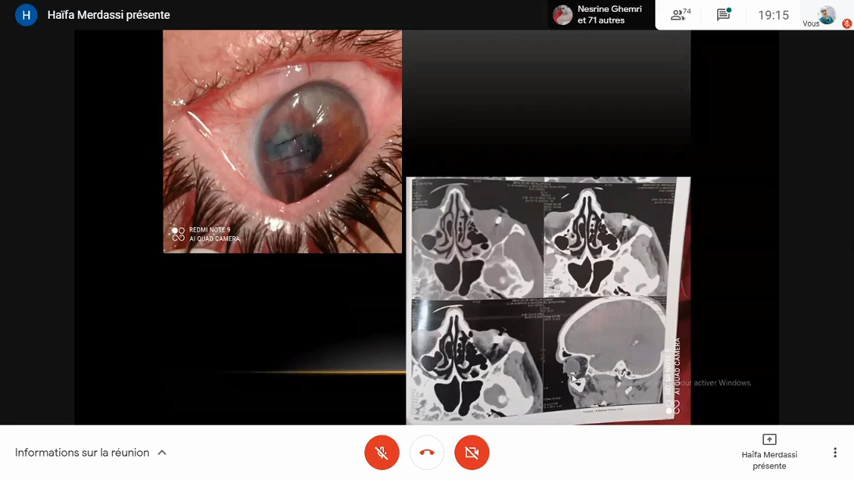 H
Haïfa Merdassi présente
Nesrine Ghemri
et 71 autres
74
19:15
Vous
REDMI NOTE 9
AI QUAD CAMERA
AI QUAD CAMERA
our activer Windows.
Informations sur la réunion
Haïfa Merdassi
présente